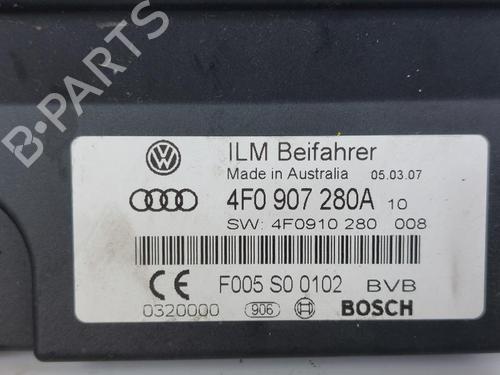 B-PARTS
ILM Beifahrer
Made in Australia 05.03.07
4F0 907 280A 10
SW: 4F0910 280 008
F005 S0 0102 BVB
0320000 906 BOSCH